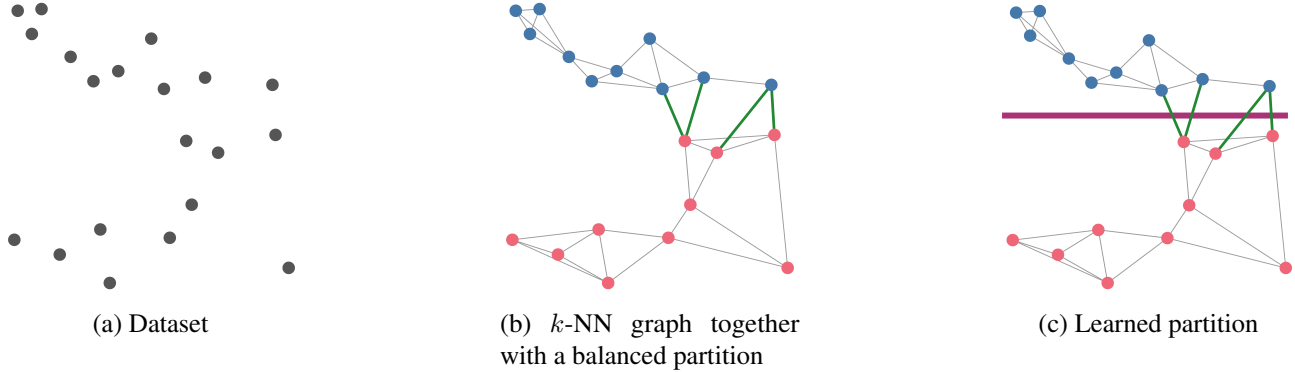 (a) Dataset
(b) k-NN graph together
with a balanced partition
(c) Learned partition